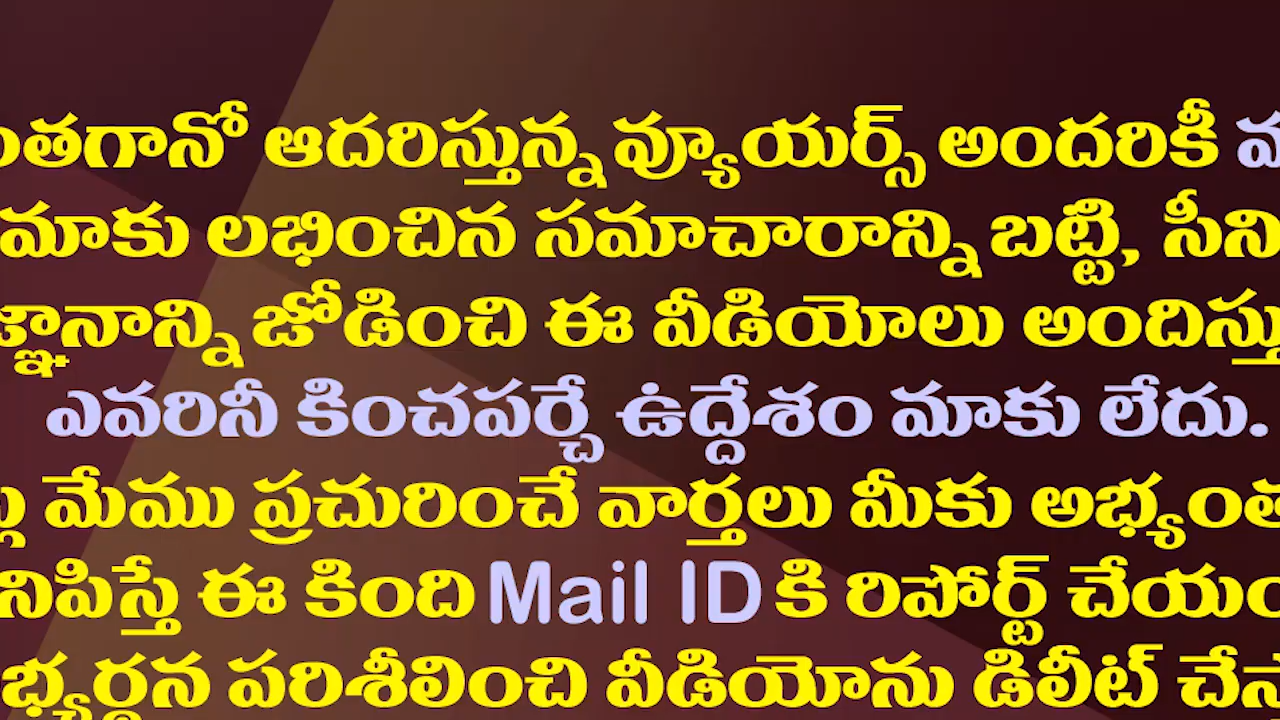 ఆదరిస్తున్న వ్యూయర్స్ అందరికీ
మాకు లభించిన సమాచారాన్ని బట్టి,
జోడించి ఈ వీడియోలు
ఎవరినీ కించపర్చే ఉద్దేశం మాకు లేదు.
మేము ప్రచురించే వార్తలు మీకు
ఈ కింది Mail ID కి రిపోర్ట్
పరిశీలించి వీడియోను డిలీట్